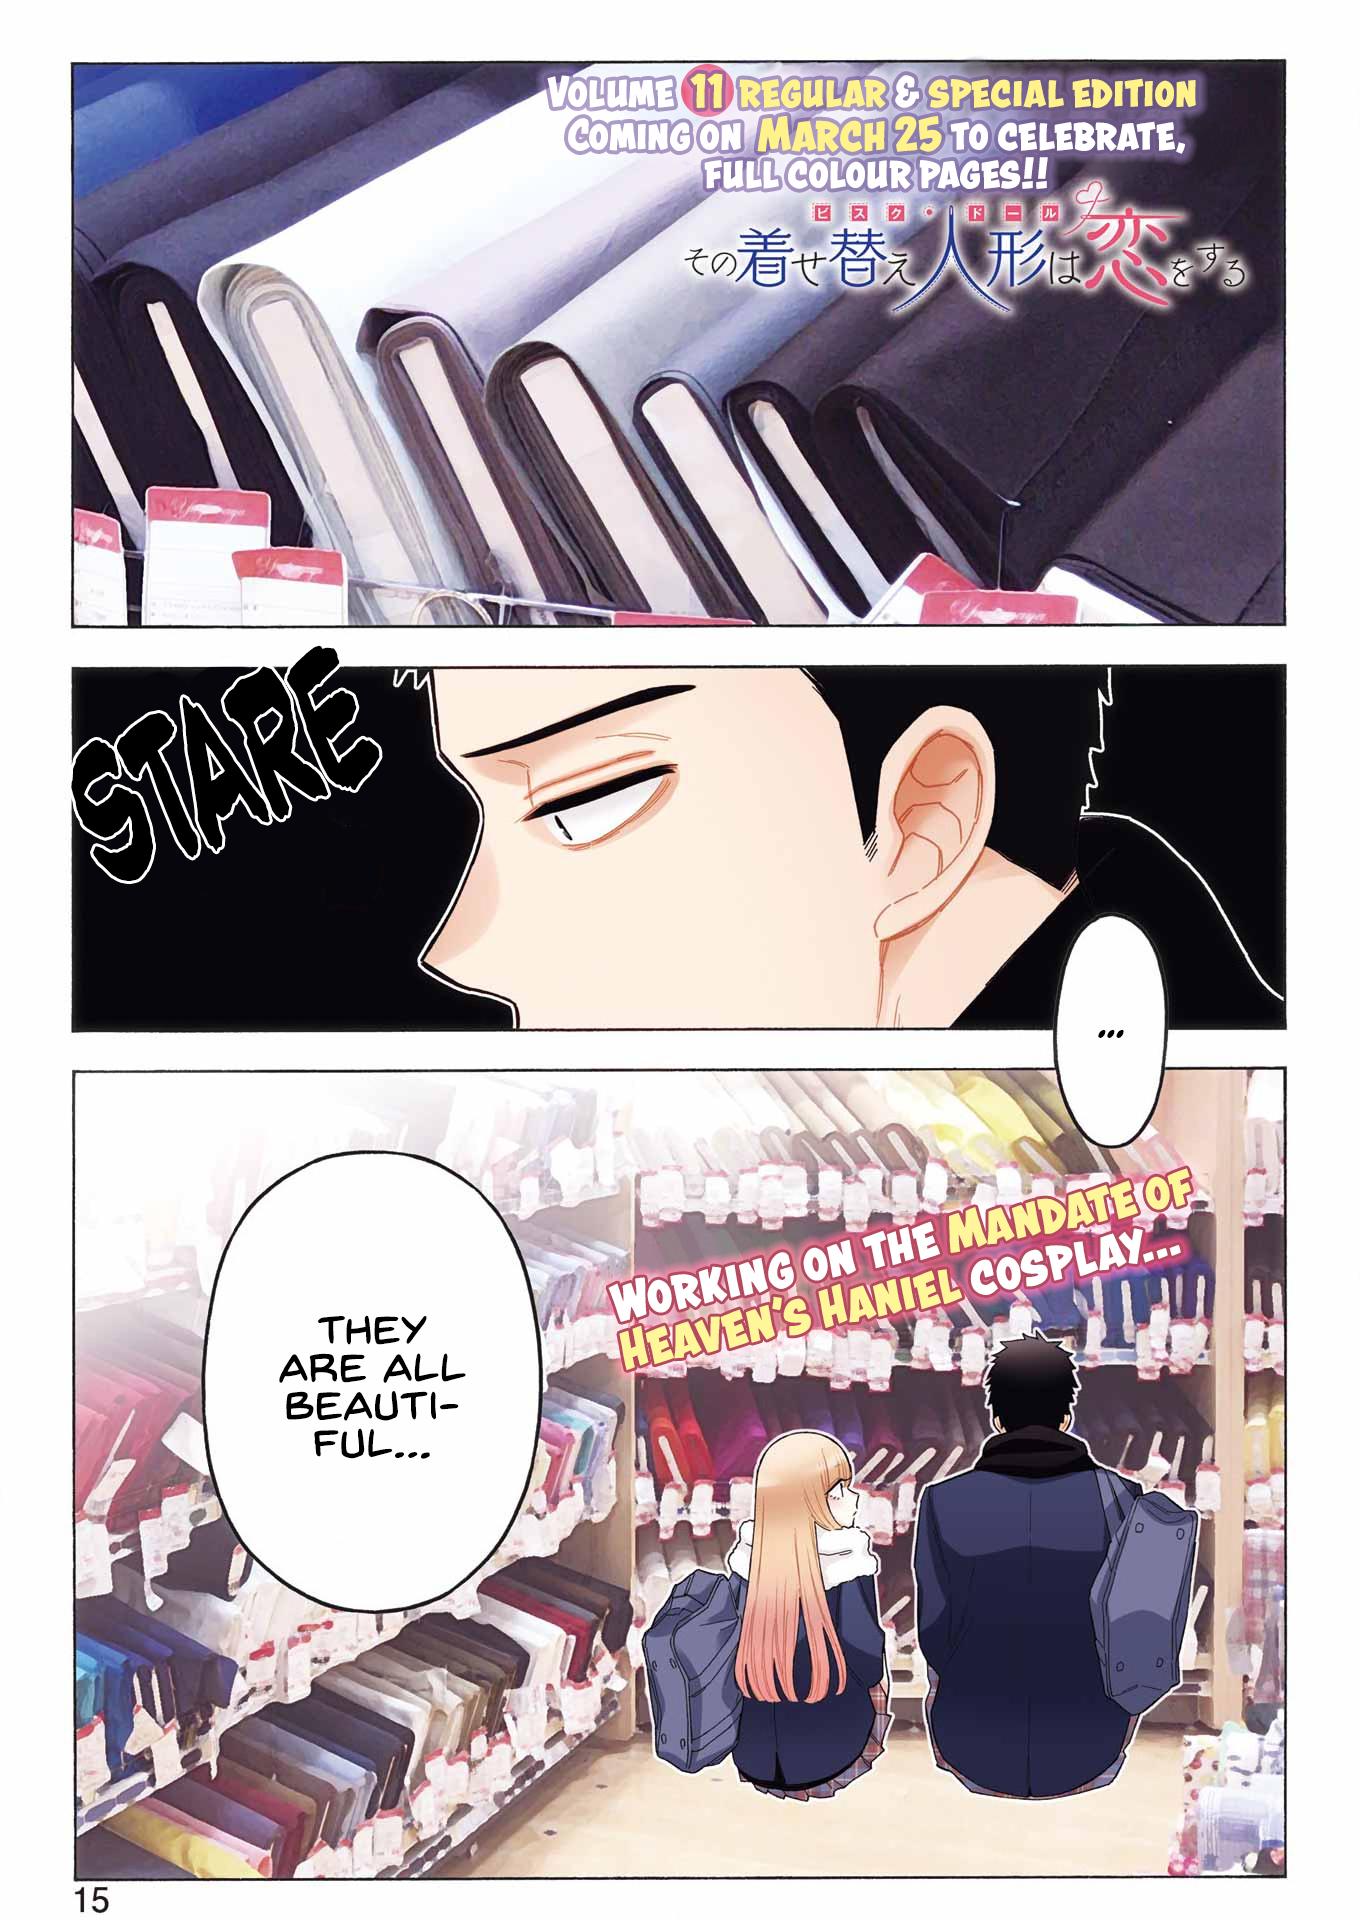 VOLUME 11 REGULAR & SPECIAL EDITION
COMING ON MARCH 25 TO CELEBRATE,
FULL COLOUR PAGES!!
ビスク・ドール
その着せ替え人形は恋をする
STARE
...
WORKING ON THE MANDATE OF
HEAVEN'S HANIEL COSPLAY...
THEY
ARE ALL
BEAUTI-
FUL...
15